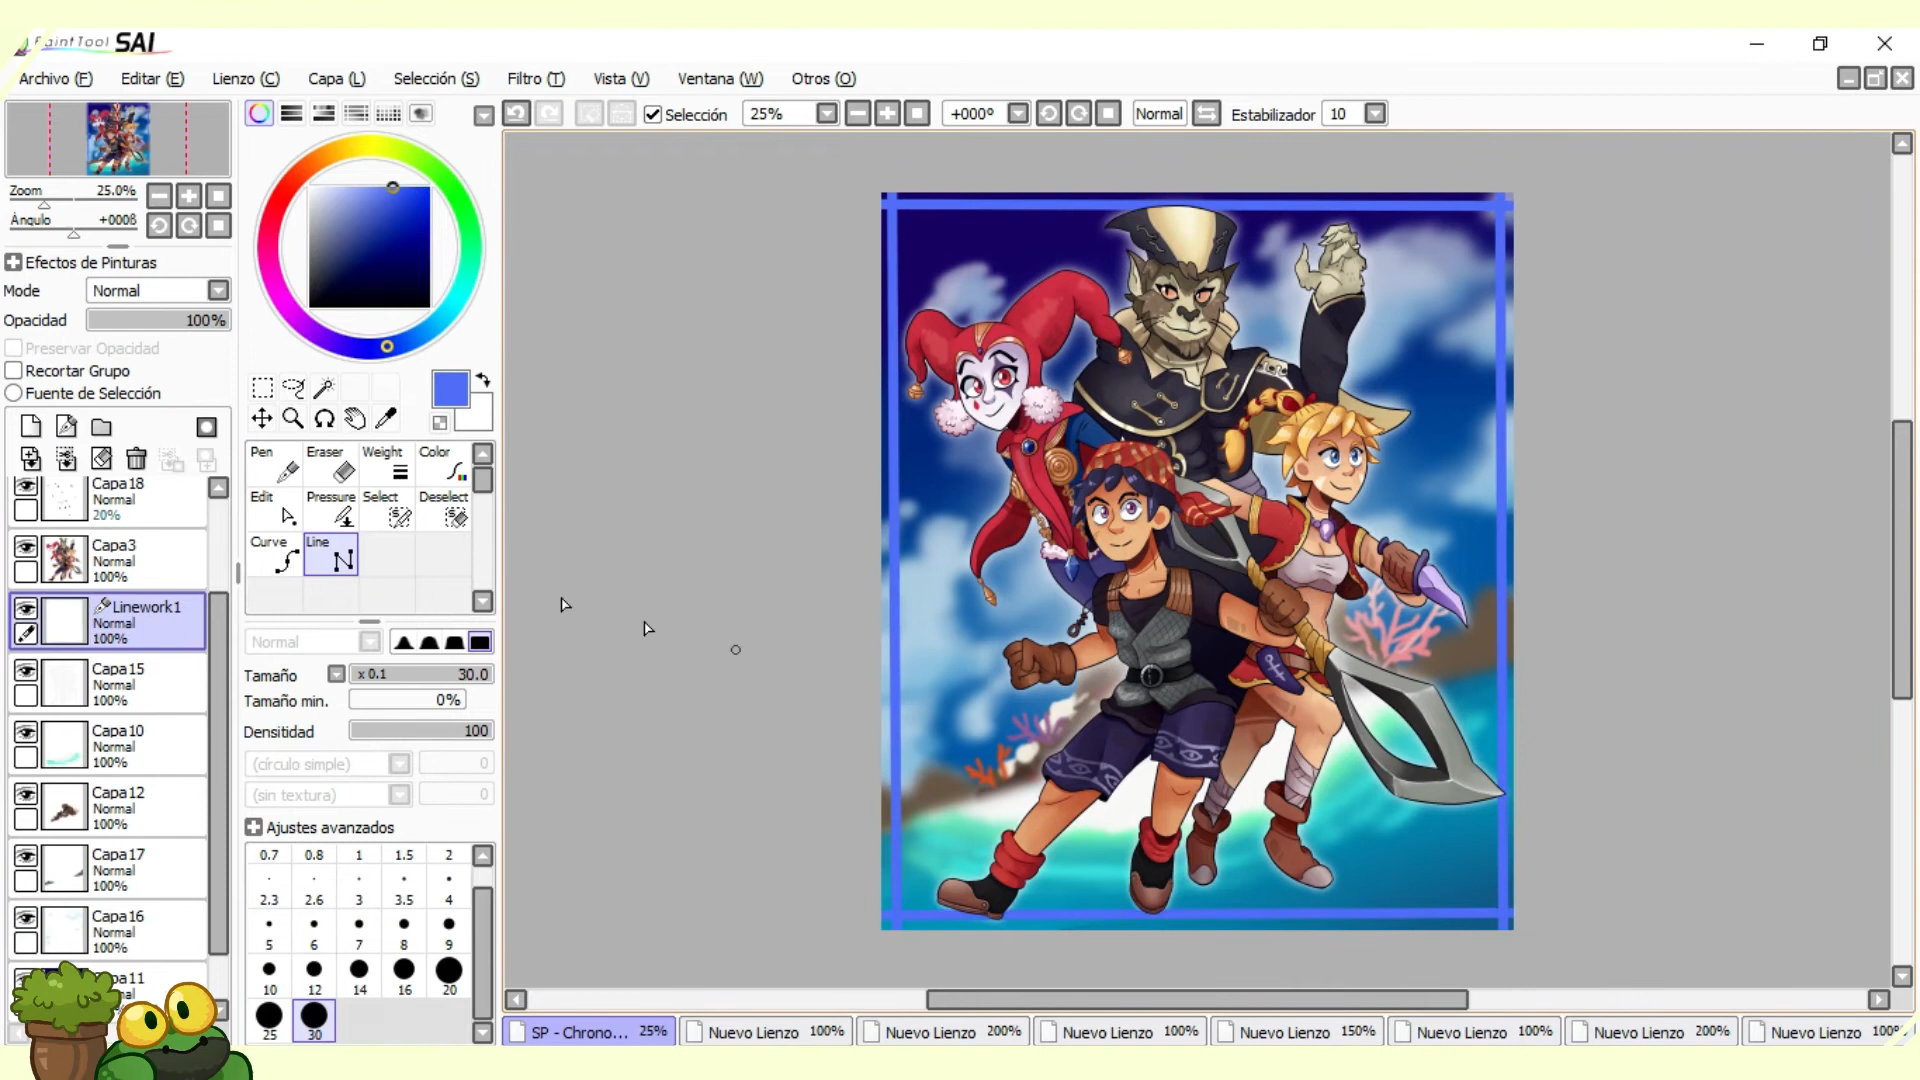 PaintTool SAI
Archivo (F) Editar (E) Lienzo (C) Capa (L) Selección (S) Filtro (T) Vista (V) Ventana (W) Otros (O)
Selección 25% +000º Normal Estabilizador 10
Zoom 25.0%
Ángulo +000ß
Efectos de Pinturas
Mode Normal
Opacidad 100%
Preservar Opacidad
Recortar Grupo
Fuente de Selección
Capa18
Normal
20%
Capa3
Normal
100%
Linework1
Normal
100%
Capa15
Normal
100%
Capa10
Normal
100%
Capa12
Normal
100%
Capa17
Normal
100%
Capa16
Normal
100%
pa11
Pen Eraser Weight Color
Edit Pressure Select Deselect
Curve Line
Normal
Tamaño x 0.1 30.0
Tamaño min. 0%
Densitidad 100
(círculo simple) 0
(sin textura) 0
Ajustes avanzados
0.7 0.8 1 1.5 2
2.3 2.6 3 3.5 4
5 6 7 8 9
10 12 14 16 20
25 30
SP - Chrono... 25% Nuevo Lienzo 100% Nuevo Lienzo 200% Nuevo Lienzo 100% Nuevo Lienzo 150% Nuevo Lienzo 100% Nuevo Lienzo 200% Nuevo Lienzo 100%